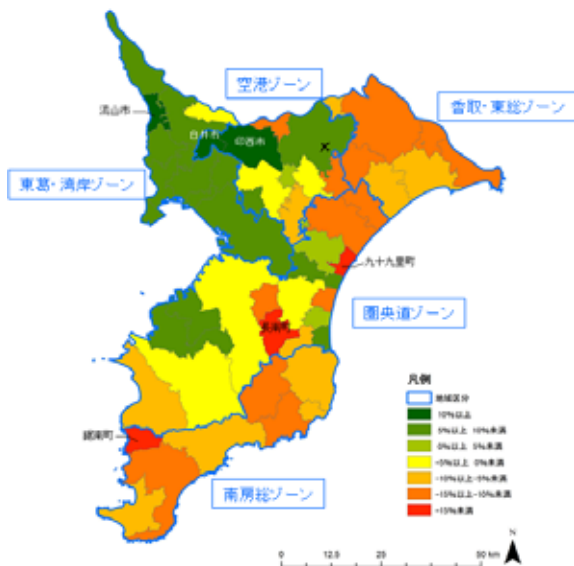 空港ゾーン
香取・東総ゾーン
流山市
白井市
印西市
東葛・湾岸ゾーン
九十九里町
圏央道ゾーン
長南町
鋸南町
南房総ゾーン
凡例
地域区分
10%以上
5%以上 10%未満
0%以上 5%未満
-5%以上 0%未満
-10%以上-5%未満
-15%以上-10%未満
-15%未満
N
0 12.5 25 50 km